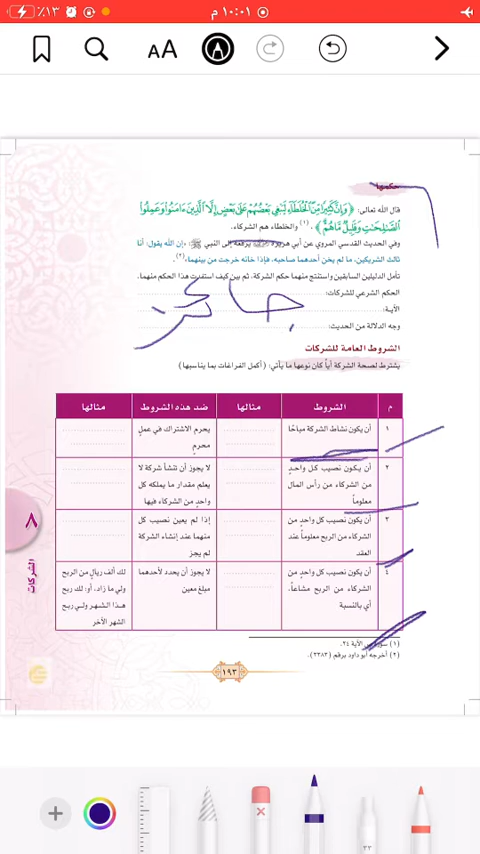 ١٣٪ ١٠:٠١ م
AA
حكمها
قال الله تعالى: ﴿وَإِنَّ كَثِيرًا مِّنَ الْخُلَطَاءِ لَيَبْغِي بَعْضُهُمْ عَلَىٰ بَعْضٍ إِلَّا الَّذِينَ ءَامَنُوا وَعَمِلُوا
الصَّالِحَاتِ وَقَلِيلٌ مَّا هُمْ﴾ (١) والخلطاء هم الشركاء.
وفي الحديث القدسي المروي عن أبي هريرة يرفعه إلى النبي ﷺ: «إن الله يقول: أنا
ثالث الشريكين، ما لم يخن أحدهما صاحبه، فإذا خانه خرجت من بينهما» (٢)
تأمل الدليلين السابقين واستنتج منهما حكم الشركة، ثم بين كيف استفدت هذا الحكم منهما.
الحكم الشرعي للشركات:
جائز
الآية:
وجه الدلالة من الحديث:
الشروط العامة للشركات
يشترط لصحة الشركة أياً كان نوعها ما يأتي: (أكمل الفراغات بما يناسبها)
م الشروط مثالها ضد هذه الشروط مثالها
١ أن يكون نشاط الشركة مباحًا يحرم الاشتراك في عملٍ
محرمٍ
٢ أن يكون نصيب كل واحدٍ لا يجوز أن تنشأ شركة لا
من الشركاء من رأس المال يعلم مقدار ما يملكه كل
معلوماً واحدٍ من الشركاء فيها
٣ أن يكون نصيب كل واحدٍ من إذا لم يعين نصيب كل
الشركاء من الربح معلوماً عند منهما عند إنشاء الشركة
العقد لم يجز
٤ أن يكون نصيب كل واحدٍ من لا يجوز أن يحدد لأحدهما لك ألف ريالٍ من الربح
الشركاء من الربح مشاعاً، مبلغ معين ولي ما زاد، أو: لك ربح
أي بالنسبة هذا الشهر ولي ربح
الشهر الآخر
(١) الآية ٢٤.
(٢) أخرجه أبو داود برقم (٣٣٨٣).
١٩٣
٨
الشركات
٣٣